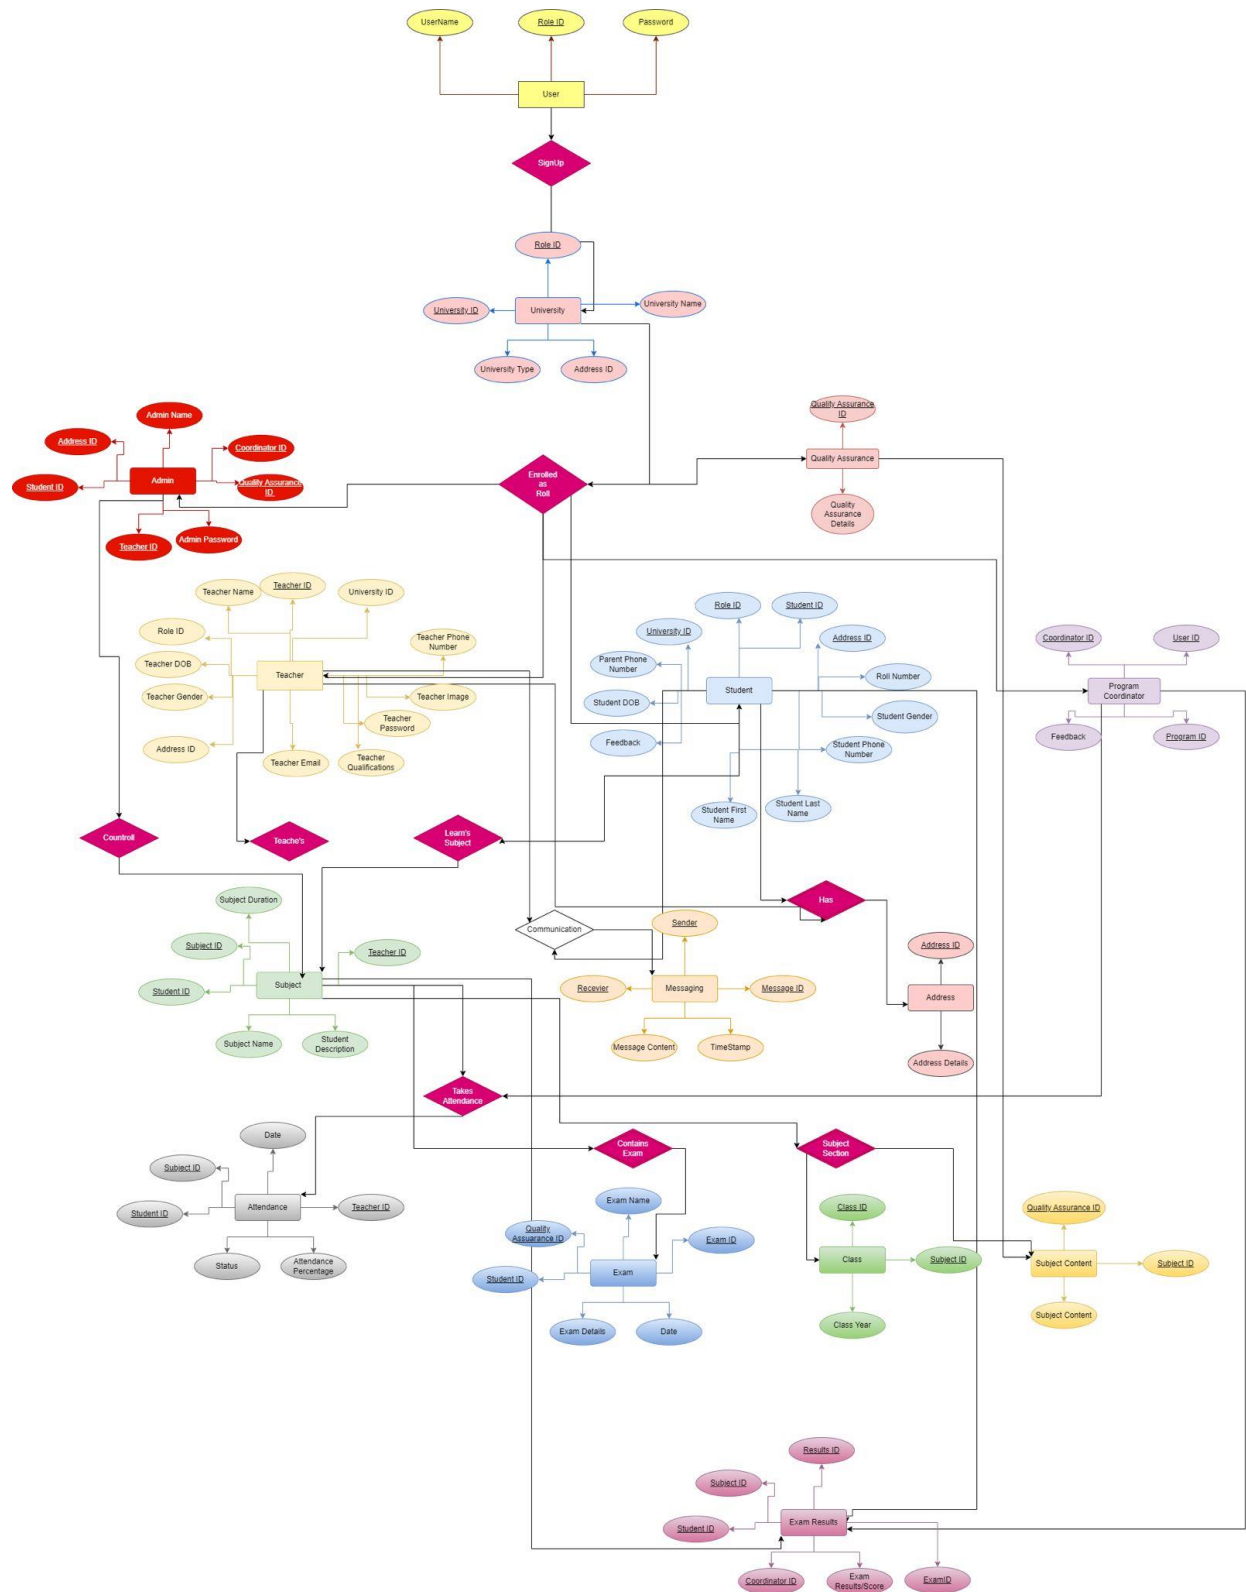 UserName
Role ID
Password
User
SignUp
Role ID
University ID
University
University Name
University Type
Address ID
Quality Assurance
ID
Quality Assurance
Quality
Assurance
Details
Admin Name
Address ID
Coordinator ID
Admin
Student ID
Quality Assurance
ID
Teacher ID
Admin Password
Enrolled
as
Roll
Teacher Name
Teacher ID
University ID
Role ID
Teacher Phone
Number
Teacher DOB
Teacher
Teacher Gender
Teacher Image
Teacher
Password
Address ID
Teacher Email
Teacher
Qualifications
Role ID
Student ID
University ID
Address ID
Parent Phone
Number
Roll Number
Student
Student DOB
Student Gender
Feedback
Student Phone
Number
Student First
Name
Student Last
Name
Coordinator ID
User ID
Program
Coordinator
Feedback
Program ID
Countroll
Teache's
Learn's
Subject
Has
Subject Duration
Subject ID
Teacher ID
Student ID
Subject
Subject Name
Student
Description
Communication
Sender
Recevier
Messaging
Message ID
Message Content
TimeStamp
Address ID
Address
Address Details
Takes
Attendance
Contains
Exam
Subject
Section
Date
Subject ID
Student ID
Attendance
Teacher ID
Status
Attendance
Percentage
Exam Name
Quality
Assuarance ID
Exam ID
Student ID
Exam
Exam Details
Date
Class ID
Class
Subject ID
Class Year
Quality Assurance ID
Subject Content
Subject ID
Subject Content
Results ID
Subject ID
Student ID
Exam Results
Coordinator ID
Exam
Results/Score
ExamID